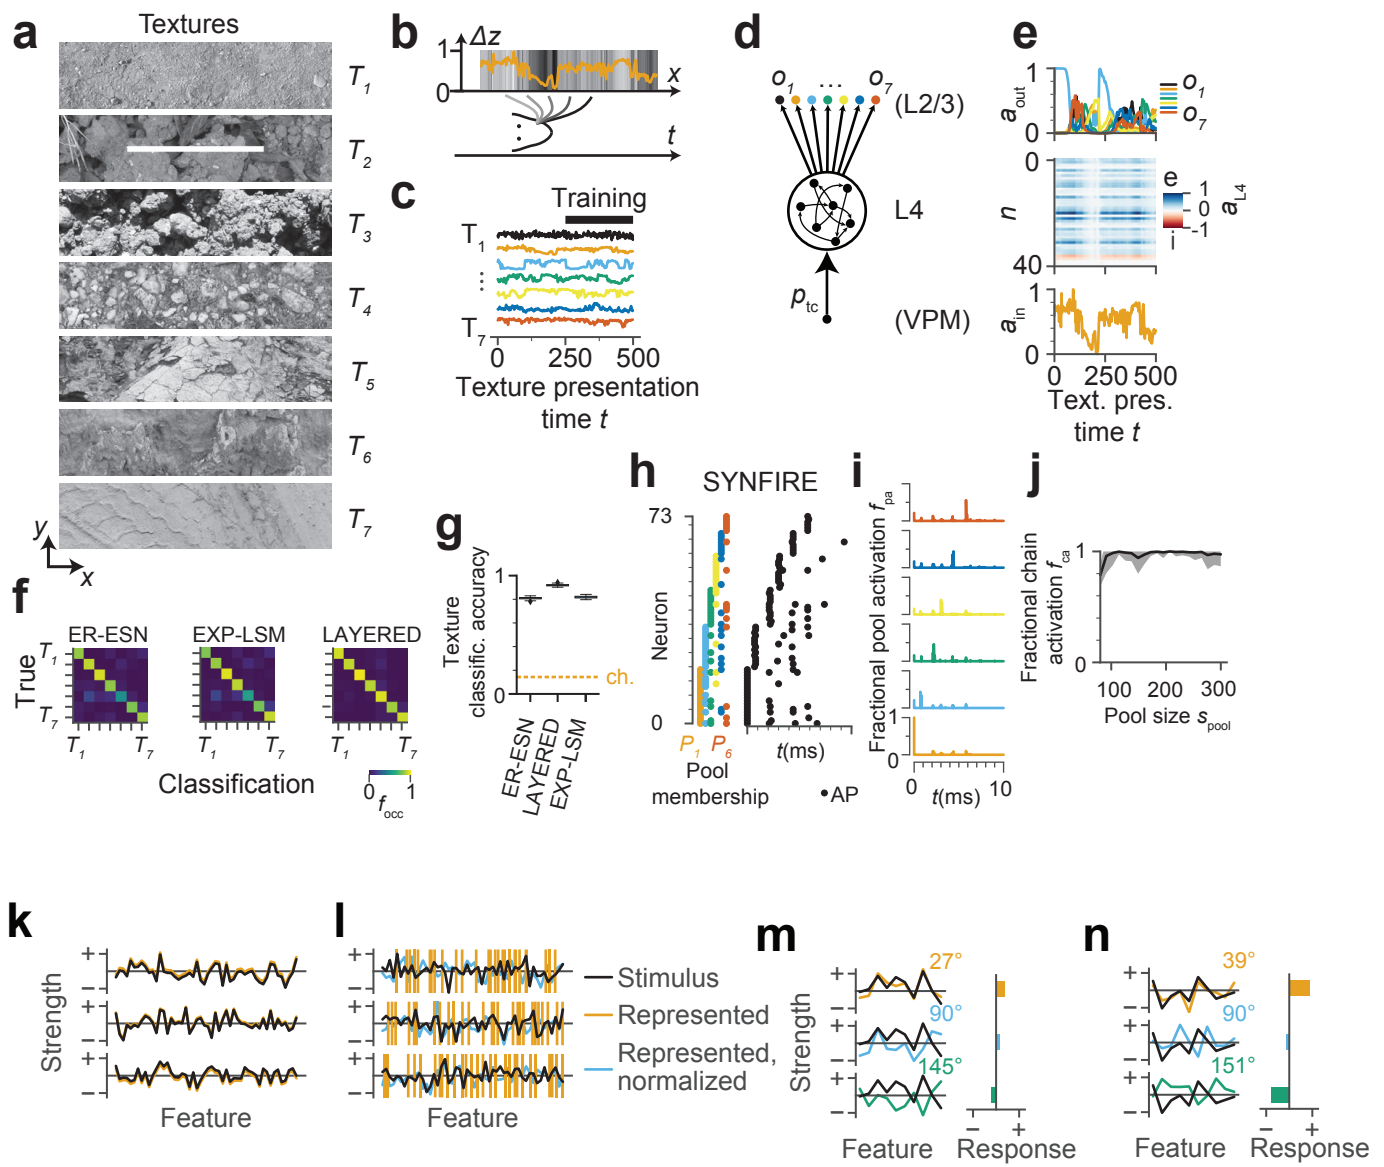 a
Textures
T1
T2
T3
T4
T5
T6
T7
y
x
b
Δz
1
0
x
t
c
Training
T1
T7
0 250 500
Texture presentation
time t
d
o1 ... o7 (L2/3)
L4
ptc
(VPM)
e
1
aout
0
o1
o7
0
n
40
e
1
0
-1
i
aL4
1
ain
0
0 250 500
Text. pres.
time t
f
ER-ESN EXP-LSM LAYERED
True
T1
T7
T1 T7 T1 T7 T1 T7
Classification
0 1
focc
g
Texture
classific. accuracy
1
0
ch.
ER-ESN
LAYERED
EXP-LSM
h
SYNFIRE
73
Neuron
0
P1 P6
Pool
membership
t(ms)
AP
i
Fractional pool activation fpa
1
0
0 10
t(ms)
j
Fractional chain
activation fca
1
0
100 200 300
Pool size spool
k
Strength
+
−
+
−
+
−
Feature
l
+
−
+
−
+
−
Feature
Stimulus
Represented
Represented,
normalized
m
Strength
27°
+
−
90°
+
−
145°
+
−
Feature
− +
Response
n
39°
+
−
90°
+
−
151°
+
−
Feature
− +
Response